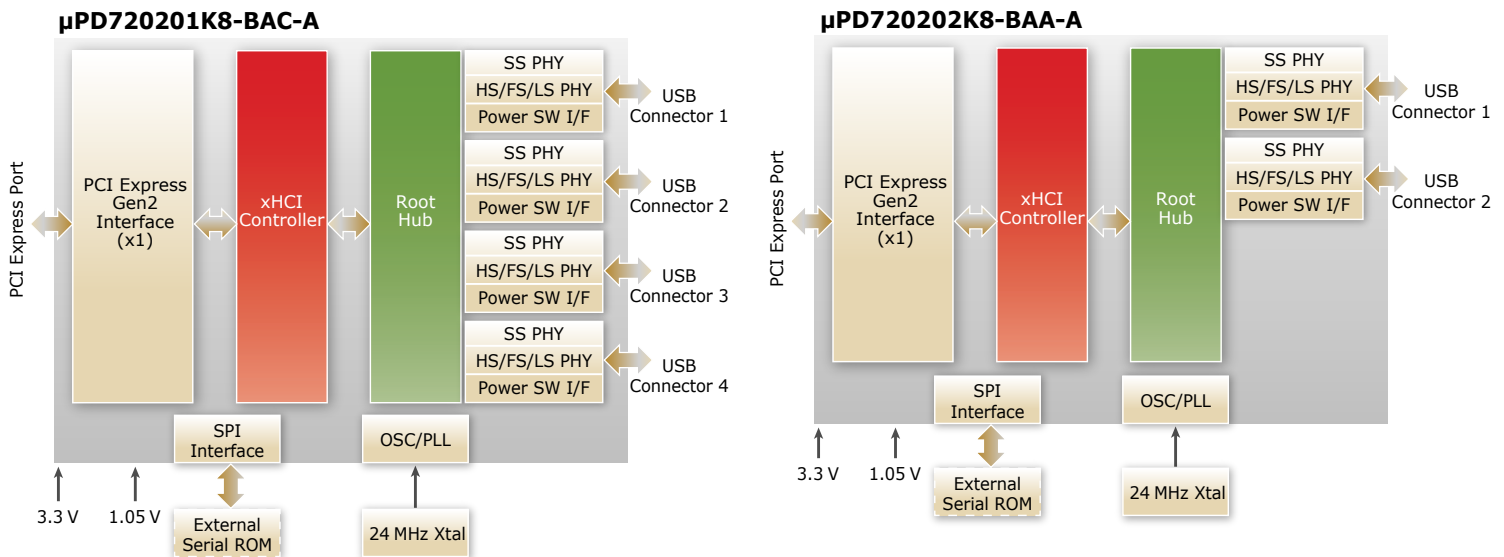 µPD720201K8-BAC-A
PCI Express Port
PCI Express
Gen2
Interface
(x1)
xHCI
Controller
Root
Hub
SS PHY
HS/FS/LS PHY
Power SW I/F
USB
Connector 1
SS PHY
HS/FS/LS PHY
Power SW I/F
USB
Connector 2
SS PHY
HS/FS/LS PHY
Power SW I/F
USB
Connector 3
SS PHY
HS/FS/LS PHY
Power SW I/F
USB
Connector 4
SPI
Interface
OSC/PLL
3.3 V
1.05 V
External
Serial ROM
24 MHz Xtal
µPD720202K8-BAA-A
PCI Express Port
PCI Express
Gen2
Interface
(x1)
xHCI
Controller
Root
Hub
SS PHY
HS/FS/LS PHY
Power SW I/F
USB
Connector 1
SS PHY
HS/FS/LS PHY
Power SW I/F
USB
Connector 2
SPI
Interface
OSC/PLL
3.3 V
1.05 V
External
Serial ROM
24 MHz Xtal